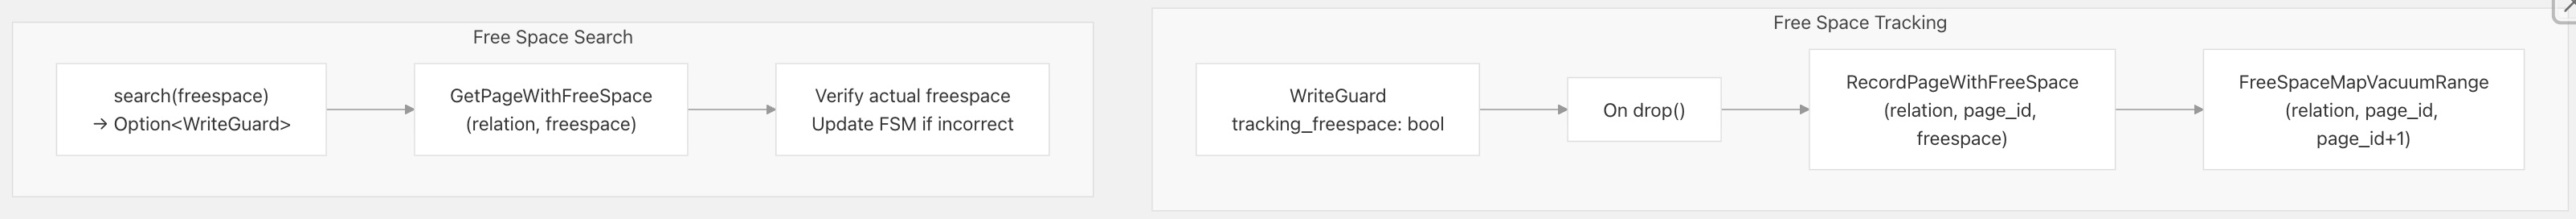 Free Space Search
search(freespace)
→ Option<WriteGuard>
GetPageWithFreeSpace
(relation, freespace)
Verify actual freespace
Update FSM if incorrect
Free Space Tracking
WriteGuard
tracking_freespace: bool
On drop()
RecordPageWithFreeSpace
(relation, page_id,
freespace)
FreeSpaceMapVacuumRange
(relation, page_id,
page_id+1)